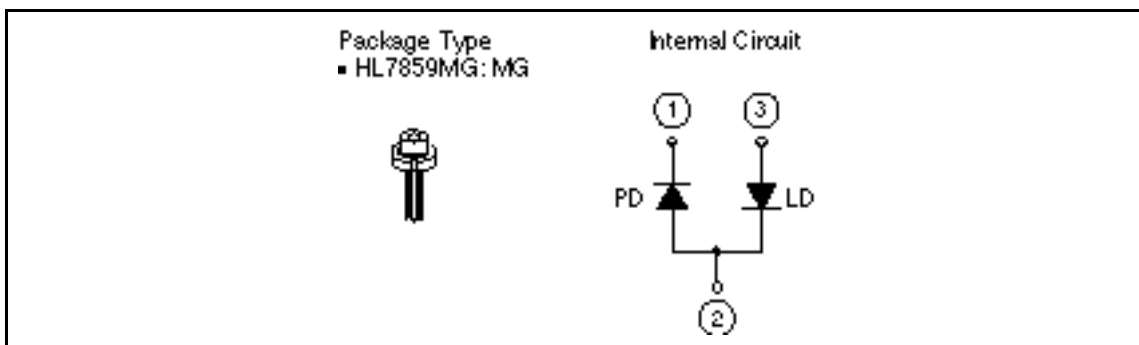 Package Type
▪ HL7859MG: MG
Internal Circuit
1
3
PD
LD
2